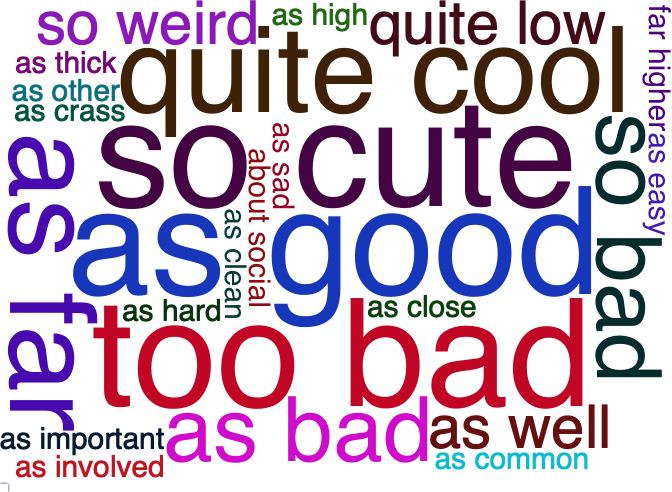 so weird
as high
quite low
far higher
as thick
quite cool
as other
as crass
so cute
as sad
about social
so bad
as easy
as far
as good
as clean
as hard
as close
too bad
as bad
as well
as important
as involved
as common